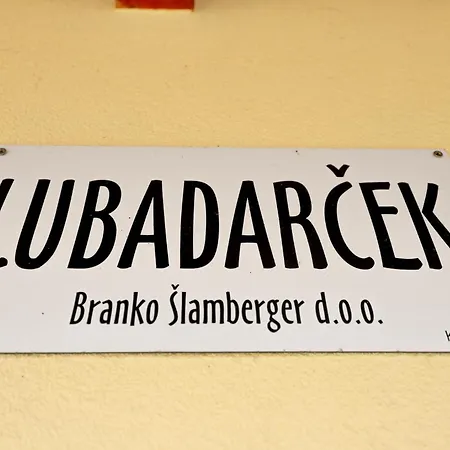 LUBADARČEK
Branko Šlamberger d.o.o.
K